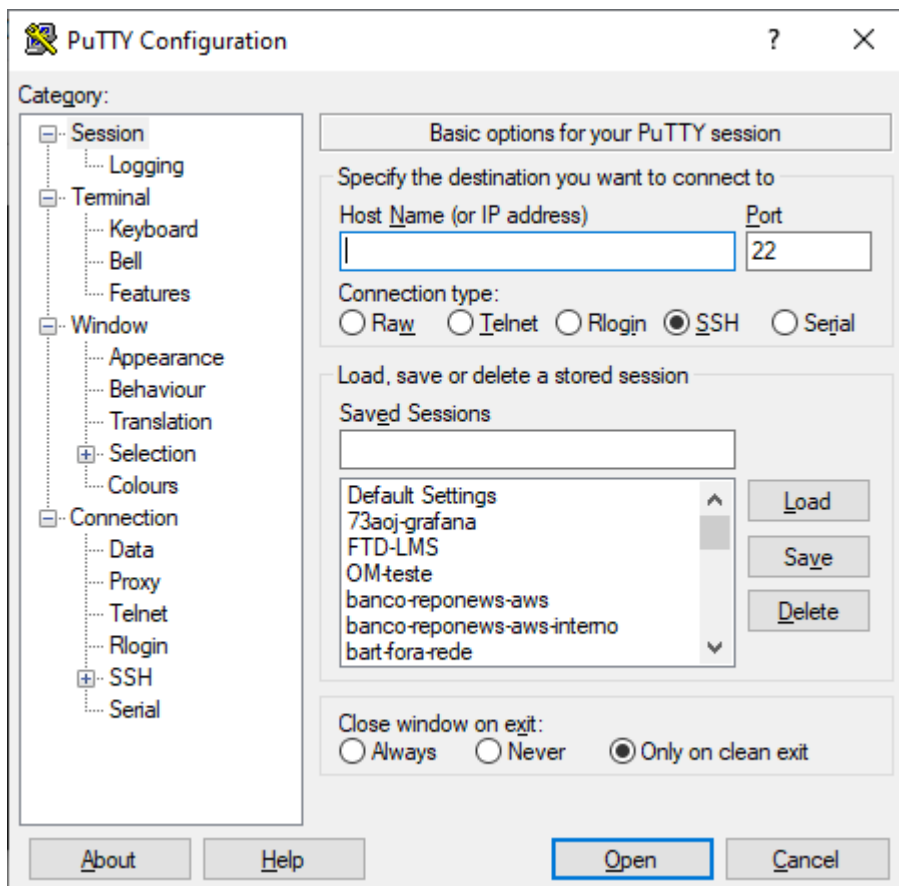 PuTTY Configuration
?
Category:
Session
Logging
Terminal
Keyboard
Bell
Features
Window
Appearance
Behaviour
Translation
Selection
Colours
Connection
Data
Proxy
Telnet
Rlogin
SSH
Serial
Basic options for your PuTTY session
Specify the destination you want to connect to
Host Name (or IP address) Port
22
Connection type:
Raw Telnet Rlogin SSH Serial
Load, save or delete a stored session
Saved Sessions
Default Settings
73aoj-grafana
FTD-LMS
OM-teste
banco-reponews-aws
banco-reponews-aws-interno
bart-fora-rede
Load
Save
Delete
Close window on exit:
Always Never Only on clean exit
About Help Open Cancel